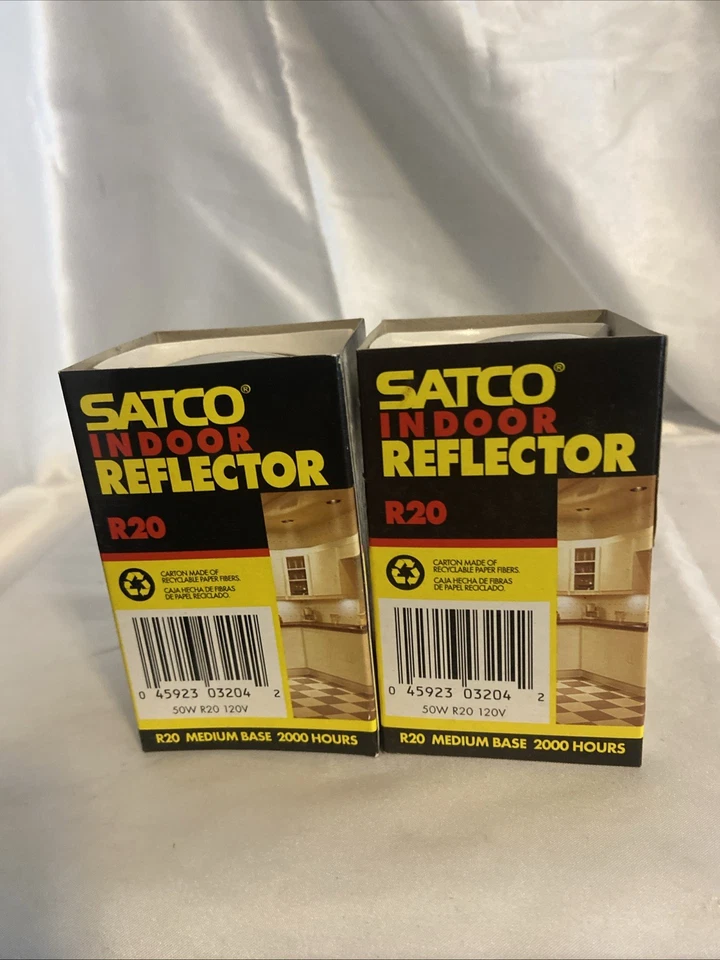 SATCO®
INDOOR
REFLECTOR
R20
CARTON MADE OF
RECYCLABLE PAPER FIBERS.
CAJA HECHA DE FIBRAS
DE PAPEL RECICLADO.
0 45923 03204 2
50W R20 120V
R20 MEDIUM BASE 2000 HOURS
SATCO®
INDOOR
REFLECTOR
R20
CARTON MADE OF
RECYCLABLE PAPER FIBERS.
CAJA HECHA DE FIBRAS
DE PAPEL RECICLADO.
0 45923 03204 2
50W R20 120V
R20 MEDIUM BASE 2000 HOURS